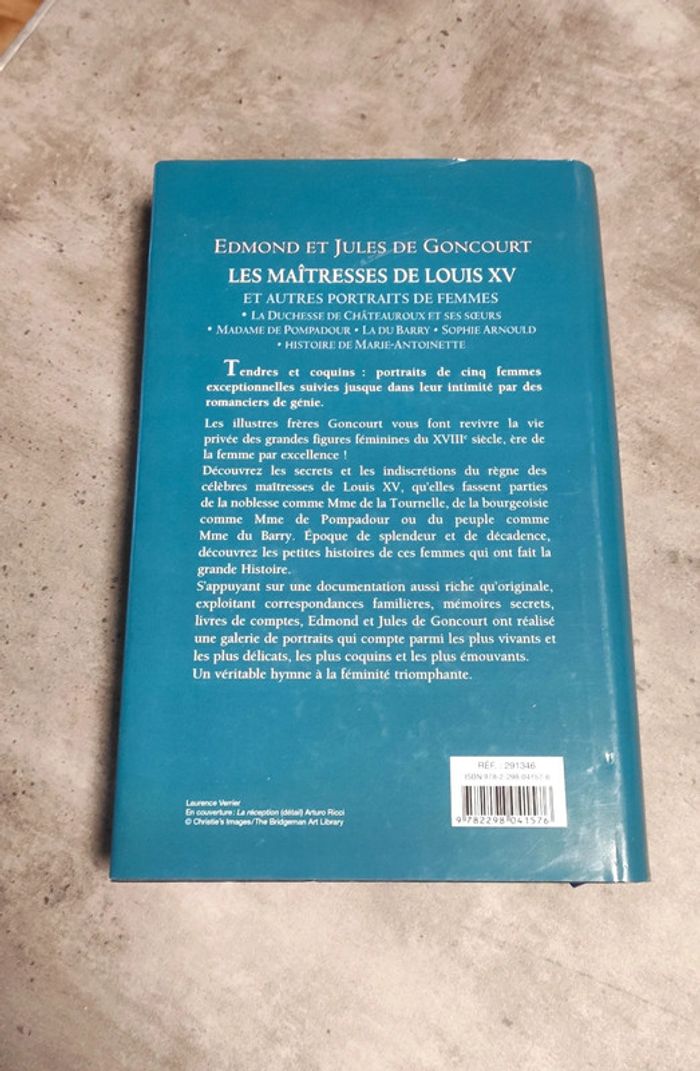 EDMOND ET JULES DE GONCOURT
LES MAÎTRESSES DE LOUIS XV
ET AUTRES PORTRAITS DE FEMMES
• LA DUCHESSE DE CHÂTEAUROUX ET SES SŒURS
• MADAME DE POMPADOUR • LA DU BARRY • SOPHIE ARNOULD
• HISTOIRE DE MARIE-ANTOINETTE
Tendres et coquins : portraits de cinq femmes
exceptionnelles suivies jusque dans leur intimité par des
romanciers de génie.
Les illustres frères Goncourt vous font revivre la vie
privée des grandes figures féminines du XVIIIe siècle, ère de
la femme par excellence !
Découvrez les secrets et les indiscrétions du règne des
célèbres maîtresses de Louis XV, qu'elles fassent parties
de la noblesse comme Mme de la Tournelle, de la bourgeoisie
comme Mme de Pompadour ou du peuple comme
Mme du Barry. Époque de splendeur et de décadence,
découvrez les petites histoires de ces femmes qui ont fait la
grande Histoire.
S'appuyant sur une documentation aussi riche qu'originale,
exploitant correspondances familières, mémoires secrets,
livres de comptes, Edmond et Jules de Goncourt ont réalisé
une galerie de portraits qui compte parmi les plus vivants et
les plus délicats, les plus coquins et les plus émouvants.
Un véritable hymne à la féminité triomphante.
RÉF. : 291346
ISBN 978-2-298-04157-6
9 782298 041576
Laurence Verrier
En couverture : La réception (détail) Arturo Ricci
© Christie's Images/The Bridgeman Art Library